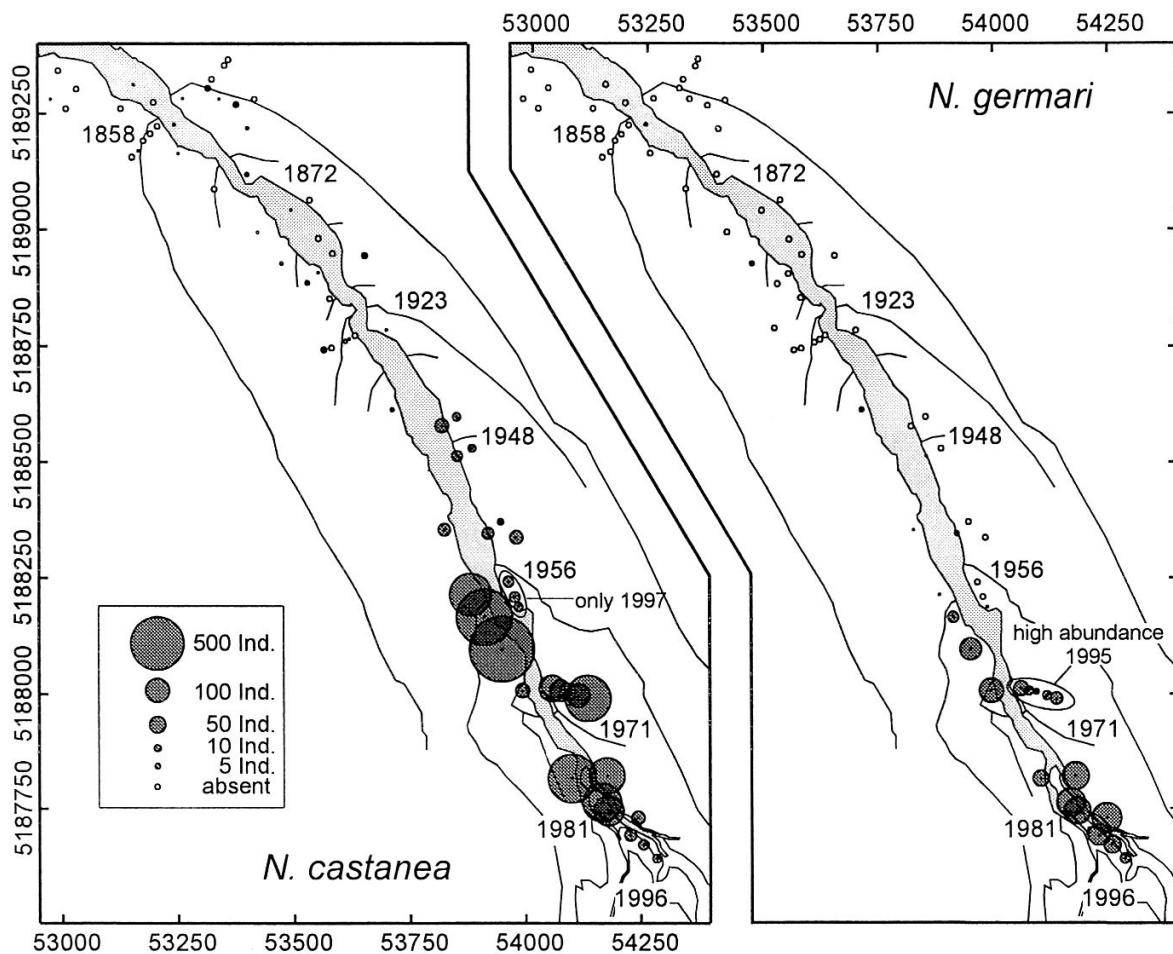 53000 53250 53500 53750 54000 54250
N. germari
5189250
5189000
5188750
5188500
5188250
5188000
5187750
1858
1872
1923
1948
1956
only 1997
1971
1981
1996
500 Ind.
100 Ind.
50 Ind.
10 Ind.
5 Ind.
absent
N. castanea
53000 53250 53500 53750 54000 54250
1858
1872
1923
1948
1956
high abundance
1995
1971
1981
1996